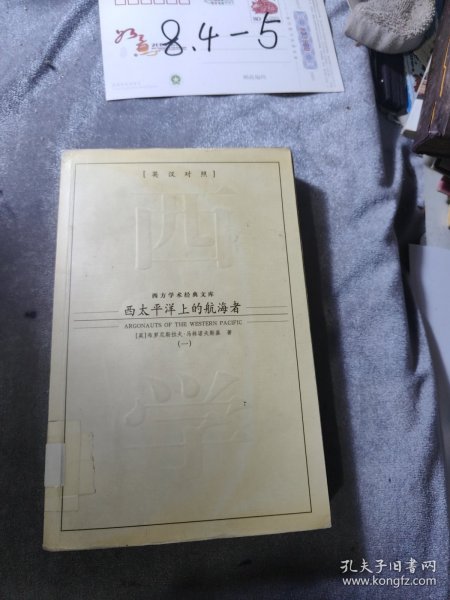 8.4-5
[英汉对照]
西
西方学术经典文库
西太平洋上的航海者
ARGONAUTS OF THE WESTERN PACIFIC
[英]布罗尼斯拉夫·马林诺夫斯基 著
(一)
学
孔夫子旧书网
www.kongfz.com